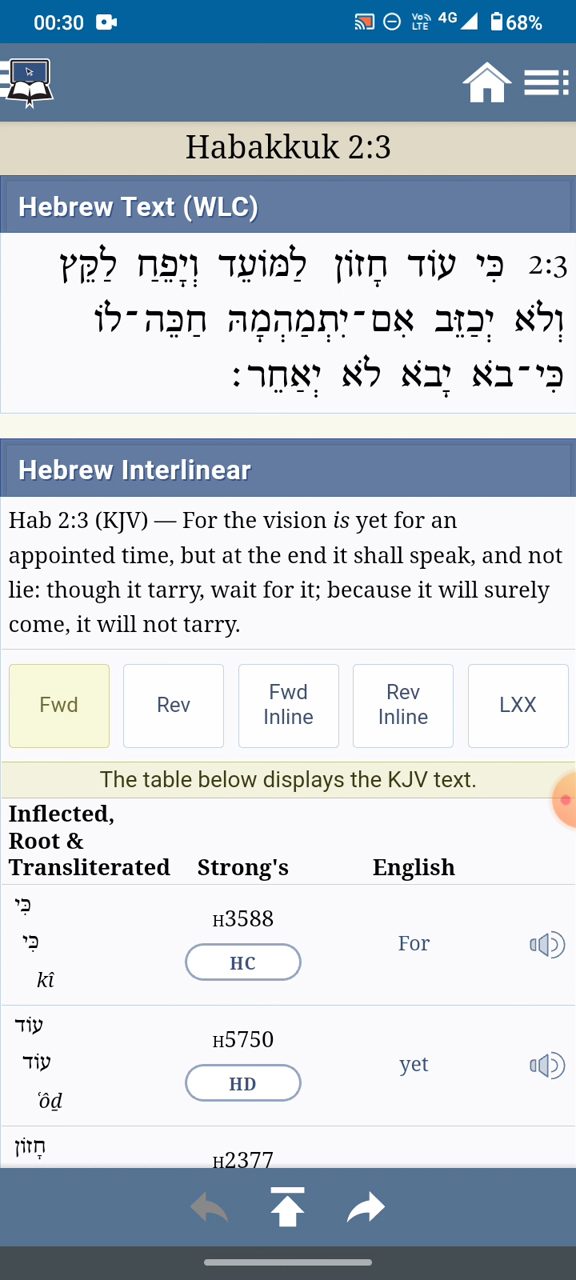 00:30
Vo))
LTE
4G
68%
Habakkuk 2:3
Hebrew Text (WLC)
2:3 כִּי עוֹד חָזוֹן לַמּוֹעֵד וְיָפֵחַ לַקֵּץ
וְלֹא יְכַזֵּב אִם־יִתְמַהְמָהּ חַכֵּה־לוֹ
כִּי־בֹא יָבֹא לֹא יְאַחֵר׃
Hebrew Interlinear
Hab 2:3 (KJV) — For the vision is yet for an
appointed time, but at the end it shall speak, and not
lie: though it tarry, wait for it; because it will surely
come, it will not tarry.
Fwd
Rev
Fwd
Inline
Rev
Inline
LXX
The table below displays the KJV text.
Inflected,
Root &
Transliterated
Strong's
English
כִּי
כִּי
kî
H3588
HC
For
עוֹד
עוֹד
ʿôḏ
H5750
HD
yet
חָזוֹן
H2377